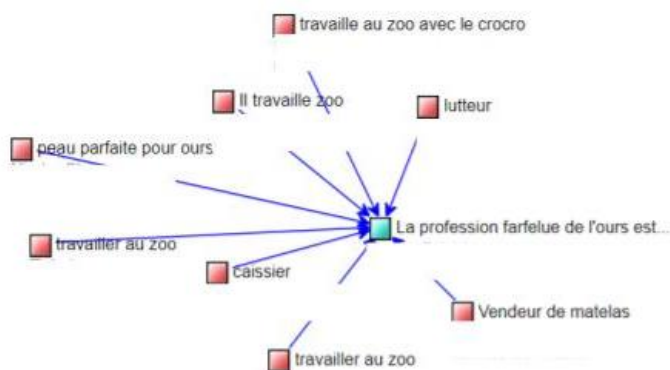 travaille au zoo avec le crocro
Il travaille zoo
lutteur
peau parfaite pour ours
La profession farfelue de l'ours est...
travailler au zoo
caissier
Vendeur de matelas
travailler au zoo